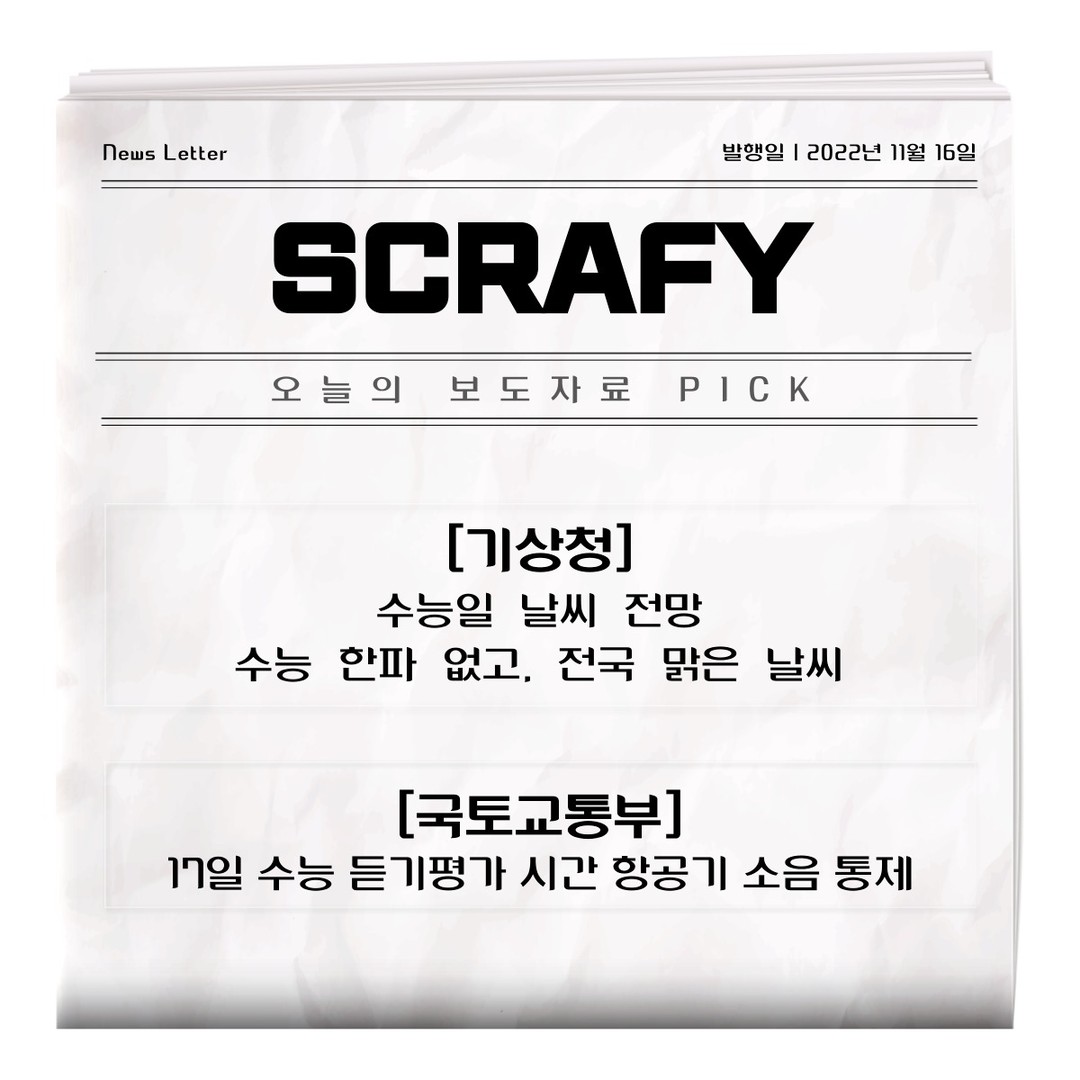 News Letter
발행일 | 2022년 11월 16일
SCRAFY
오늘의 보도자료 PICK
[기상청]
수능일 날씨 전망
수능 한파 없고, 전국 맑은 날씨
[국토교통부]
17일 수능 듣기평가 시간 항공기 소음 통제